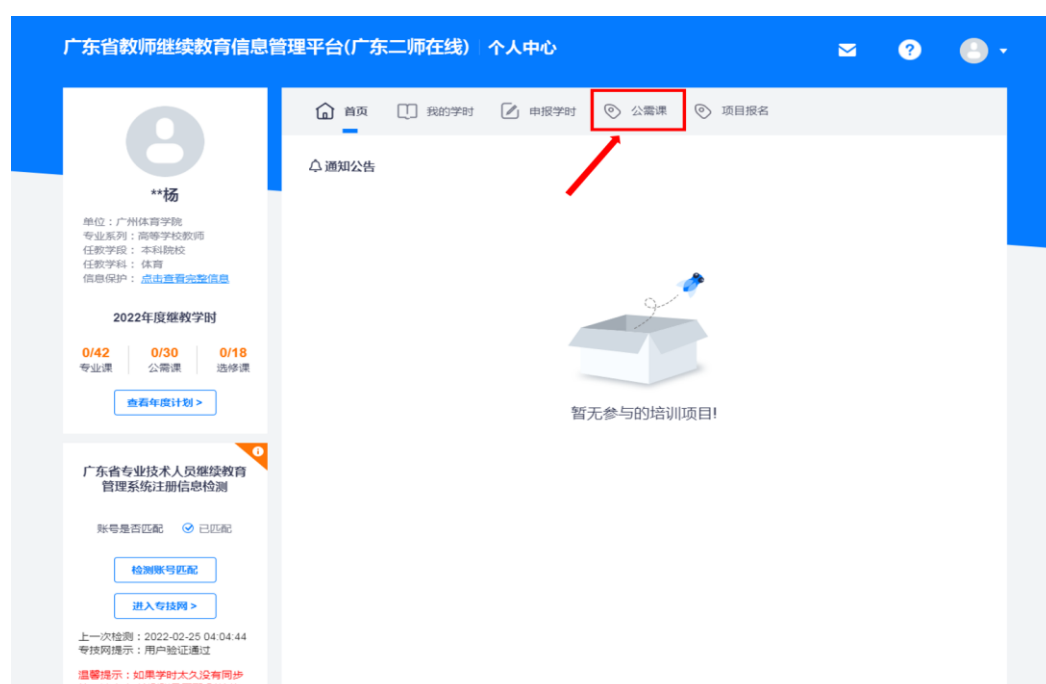 广东省教师继续教育信息管理平台(广东二师在线) 个人中心
首页 我的学时 申报学时 公需课 项目报名
通知公告
**杨
单位：广州体育学院
专业系列：高等学校教师
任教学段： 本科院校
任教学科： 体育
信息保护： 点击查看完整信息
2022年度继教学时
0/42 0/30 0/18
专业课 公需课 选修课
查看年度计划 >
暂无参与的培训项目!
广东省专业技术人员继续教育
管理系统注册信息检测
账号是否匹配 已匹配
检测账号匹配
进入专技网 >
上一次检测：2022-02-25 04:04:44
专技网提示：用户验证通过
温馨提示：如果学时太久没有同步